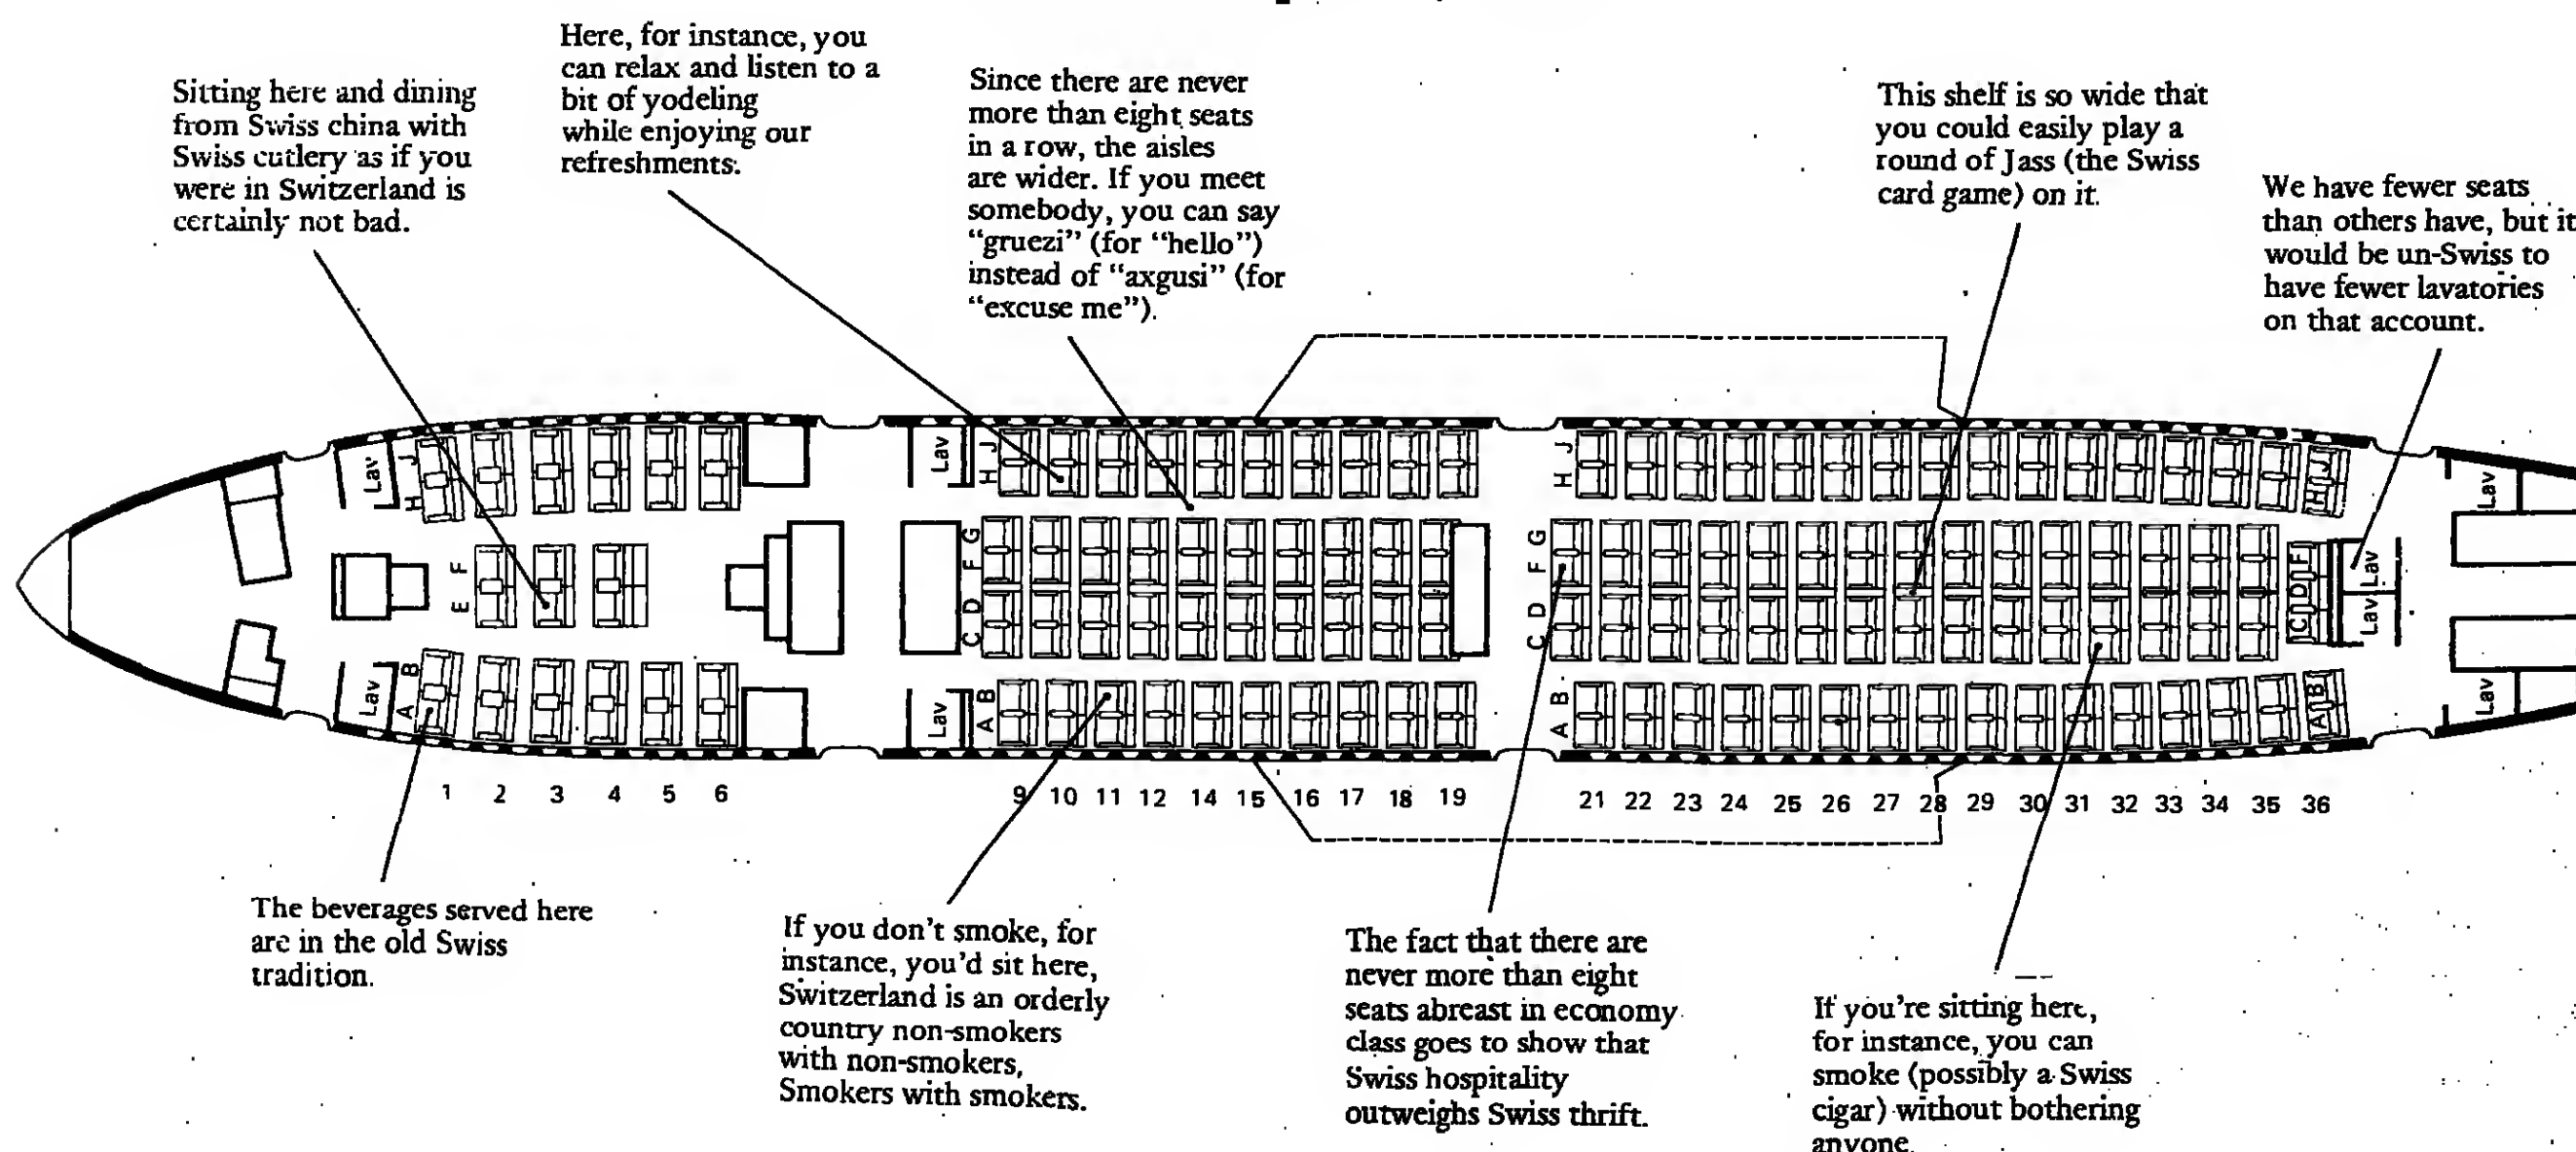 Sitting here and dining
from Swiss china with
Swiss cutlery as if you
were in Switzerland is
certainly not bad.
Here, for instance, you
can relax and listen to a
bit of yodeling
while enjoying our
refreshments.
Since there are never
more than eight seats
in a row, the aisles
are wider. If you meet
somebody, you can say
“gruezi” (for “hello”)
instead of “axgusi” (for
“excuse me”).
This shelf is so wide that
you could easily play a
round of Jass (the Swiss
card game) on it.
We have fewer seats
than others have, but it
would be un-Swiss to
have fewer lavatories
on that account.
Lav
H J
Lav
H J
H J
H J
Lav
F
E
G
F
D
C
G
F
D
C
F
D
C
Lav
Lav
Lav
A B
Lav
A B
A B
A B
Lav
1 2 3 4 5 6 9 10 11 12 14 15 16 17 18 19 21 22 23 24 25 26 27 28 29 30 31 32 33 34 35 36
The beverages served here
are in the old Swiss
tradition.
If you don't smoke, for
instance, you'd sit here,
Switzerland is an orderly
country non-smokers
with non-smokers,
Smokers with smokers.
The fact that there are
never more than eight
seats abreast in economy
class goes to show that
Swiss hospitality
outweighs Swiss thrift.
If you're sitting here,
for instance, you can
smoke (possibly a Swiss
cigar) without bothering
anyone.